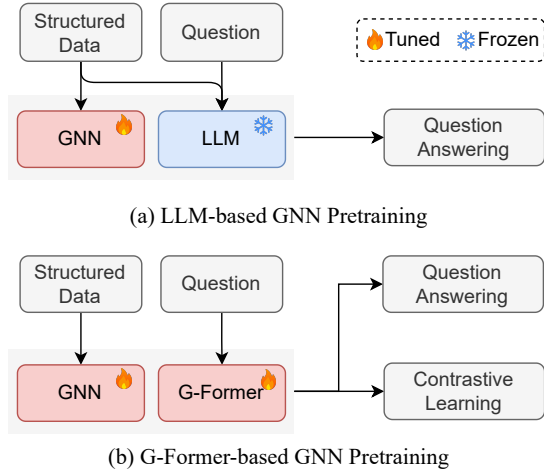 Structured
Data
Question
Tuned
Frozen
GNN
LLM
Question
Answering
(a) LLM-based GNN Pretraining
Structured
Data
Question
Question
Answering
GNN
G-Former
Contrastive
Learning
(b) G-Former-based GNN Pretraining